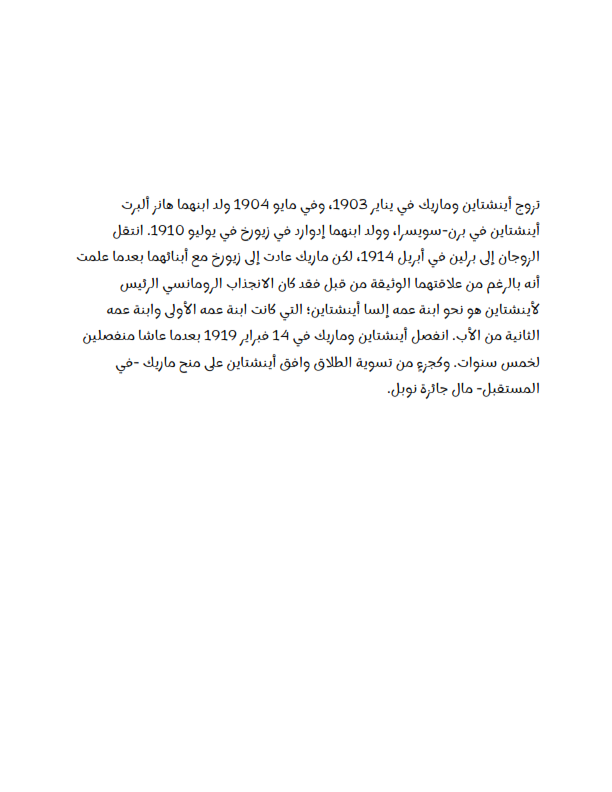 تزوج أينشتاين وماريك في يناير 1903، وفي مايو 1904 ولد ابنهما هانز ألبرت
أينشتاين في برن-سويسرا، وولد ابنهما إدوارد في زيورخ في يوليو 1910. انتقل
الزوجان إلى برلين في أبريل 1914، لكن ماريك عادت إلى زيورخ مع أبنائهما بعدما علمت
أنه بالرغم من علاقتهما الوثيقة من قبل فقد كان الانجذاب الرومانسي الرئيس
لأينشتاين هو نحو ابنة عمه إلسا أينشتاين؛ التي كانت ابنة عمه الأولى وابنة عمه
الثانية من الأب. انفصل أينشتاين وماريك في 14 فبراير 1919 بعدما عاشا منفصلين
لخمس سنوات. وكجزءٍ من تسوية الطلاق وافق أينشتاين على منح ماريك -في
المستقبل- مال جائزة نوبل.